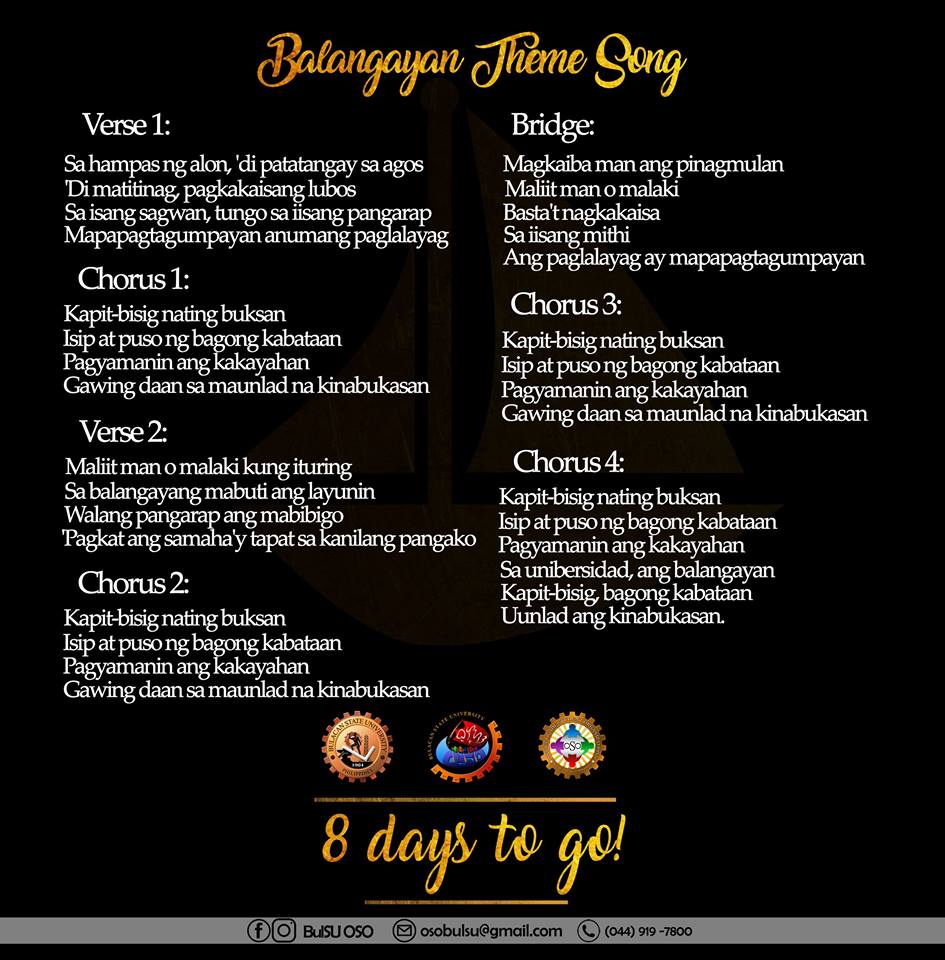 Balangayan Theme Song
Verse 1:
Sa hampas ng alon, 'di patatangay sa agos
'Di matitinag, pagkakaisang lubos
Sa isang sagwan, tungo sa iisang pangarap
Mapapagtagumpayan anumang paglalayag
Chorus 1:
Kapit-bisig nating buksan
Isip at puso ng bagong kabataan
Pagyamanin ang kakayahan
Gawing daan sa maunlad na kinabukasan
Verse 2:
Maliit man o malaki kung ituring
Sa balangayang mabuti ang layunin
Walang pangarap ang mabibigo
'Pagkat ang samaha'y tapat sa kanilang pangako
Chorus 2:
Kapit-bisig nating buksan
Isip at puso ng bagong kabataan
Pagyamanin ang kakayahan
Gawing daan sa maunlad na kinabukasan
Bridge:
Magkaiba man ang pinagmulan
Maliit man o malaki
Basta't nagkakaisa
Sa iisang mithi
Ang paglalayag ay mapapagtagumpayan
Chorus 3:
Kapit-bisig nating buksan
Isip at puso ng bagong kabataan
Pagyamanin ang kakayahan
Gawing daan sa maunlad na kinabukasan
Chorus 4:
Kapit-bisig nating buksan
Isip at puso ng bagong kabataan
Pagyamanin ang kakayahan
Sa unibersidad, ang balangayan
Kapit-bisig, bagong kabataan
Uunlad ang kinabukasan.
BULACAN STATE UNIVERSITY
1904
PHILIPPINES
BULACAN STATE UNIVERSITY
OSO
8 days to go!
BulSU OSO osobulsu@gmail.com (044) 919 -7800